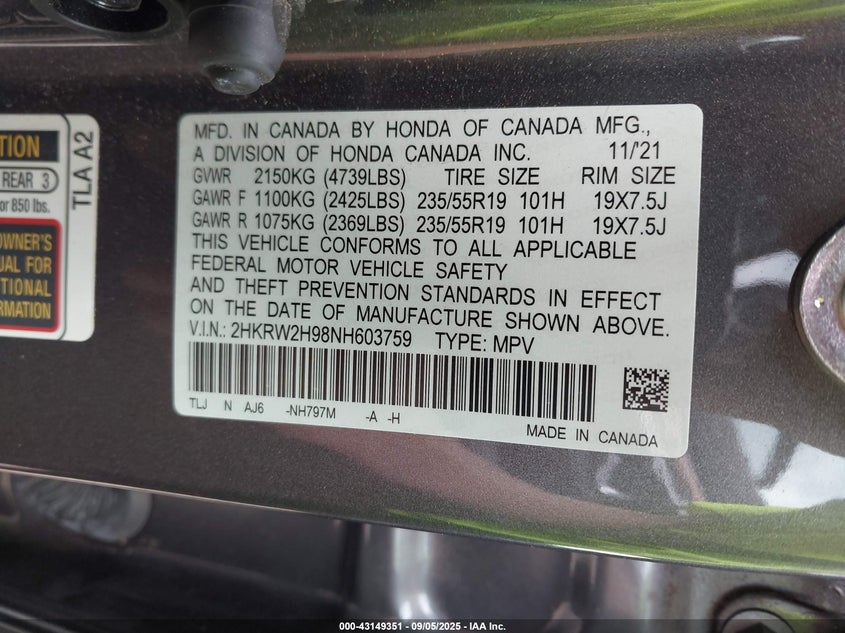 TION
REAR 3
or 850 lbs.
OWNER'S
UAL FOR
TIONAL
ORMATION
TLA A2
MFD. IN CANADA BY HONDA OF CANADA MFG.,
A DIVISION OF HONDA CANADA INC. 11/'21
GVWR 2150KG (4739LBS) TIRE SIZE RIM SIZE
GAWR F 1100KG (2425LBS) 235/55R19 101H 19X7.5J
GAWR R 1075KG (2369LBS) 235/55R19 101H 19X7.5J
THIS VEHICLE CONFORMS TO ALL APPLICABLE
FEDERAL MOTOR VEHICLE SAFETY
AND THEFT PREVENTION STANDARDS IN EFFECT
ON THE DATE OF MANUFACTURE SHOWN ABOVE.
V.I.N.: 2HKRW2H98NH603759 TYPE: MPV
TLJ N AJ6 -NH797M -A -H
MADE IN CANADA
000-43149351 - 09/05/2025 - IAA Inc.